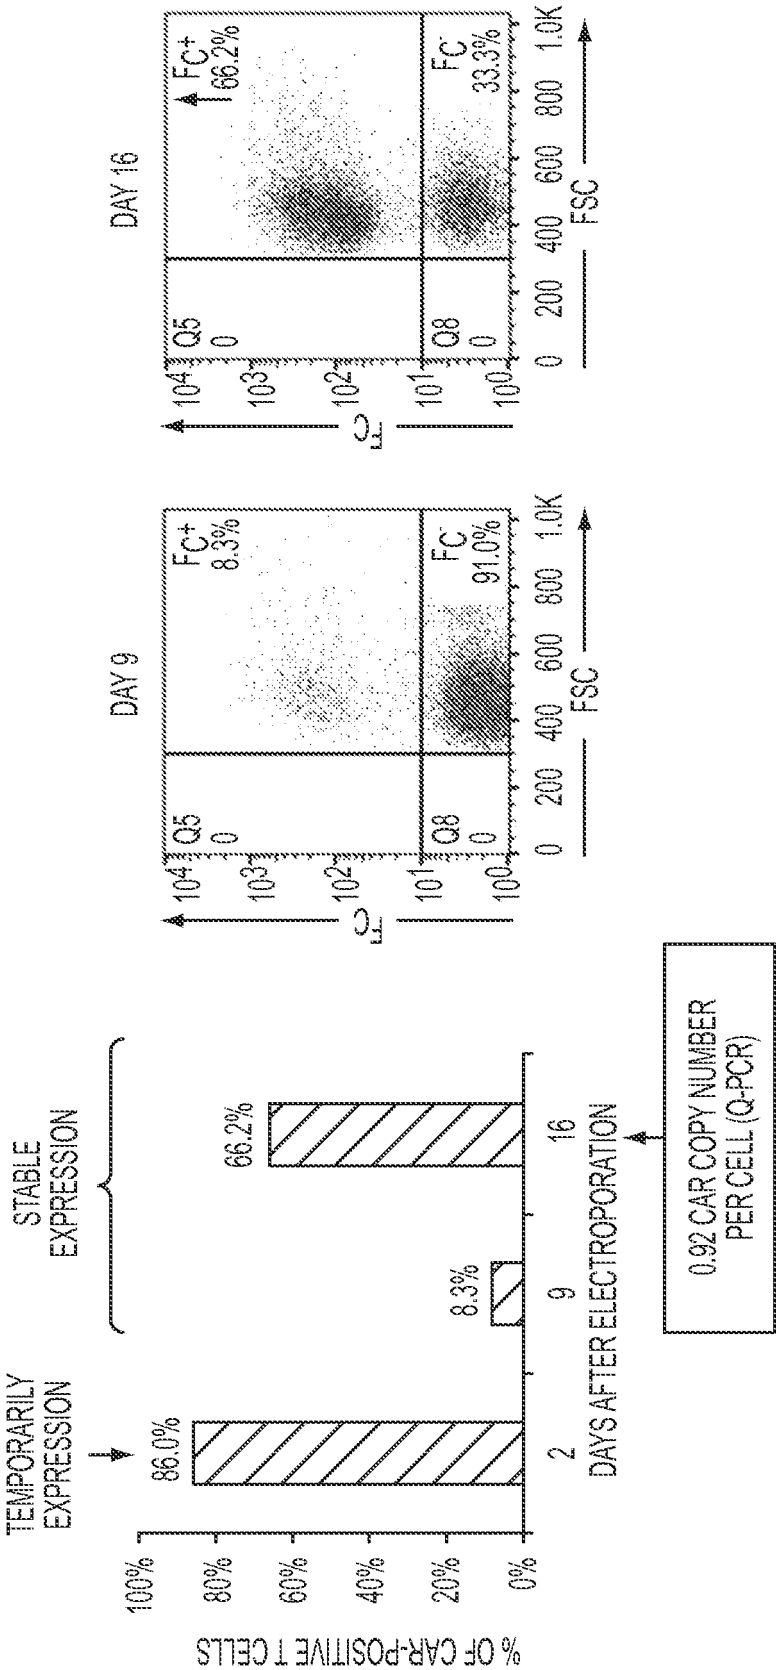 TEMPORARILY
EXPRESSION
STABLE
EXPRESSION
% OF CAR-POSITIVE T CELLS
100%
80%
60%
40%
20%
0%
86.0%
8.3%
66.2%
2
9
16
DAYS AFTER ELECTROPORATION
0.92 CAR COPY NUMBER
PER CELL (Q-PCR)
DAY 9
Fc
10⁴
10³
10²
10¹
10⁰
Q5
0
Fc+
8.3%
Q8
0
Fc-
91.0%
0
200
400
600
800
1.0K
FSC
DAY 16
Fc
10⁴
10³
10²
10¹
10⁰
Q5
0
Fc+
66.2%
Q8
0
Fc-
33.3%
0
200
400
600
800
1.0K
FSC